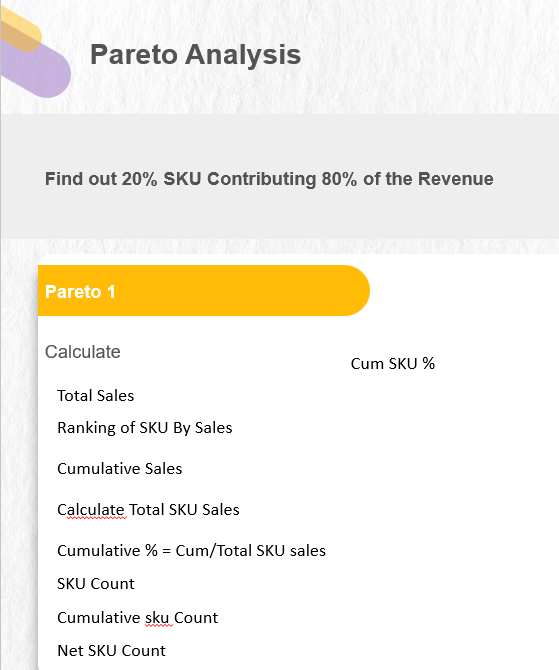 Pareto Analysis
Find out 20% SKU Contributing 80% of the Revenue
Pareto 1
Calculate
Cum SKU %
Total Sales
Ranking of SKU By Sales
Cumulative Sales
Calculate Total SKU Sales
Cumulative % = Cum/Total SKU sales
SKU Count
Cumulative sku Count
Net SKU Count